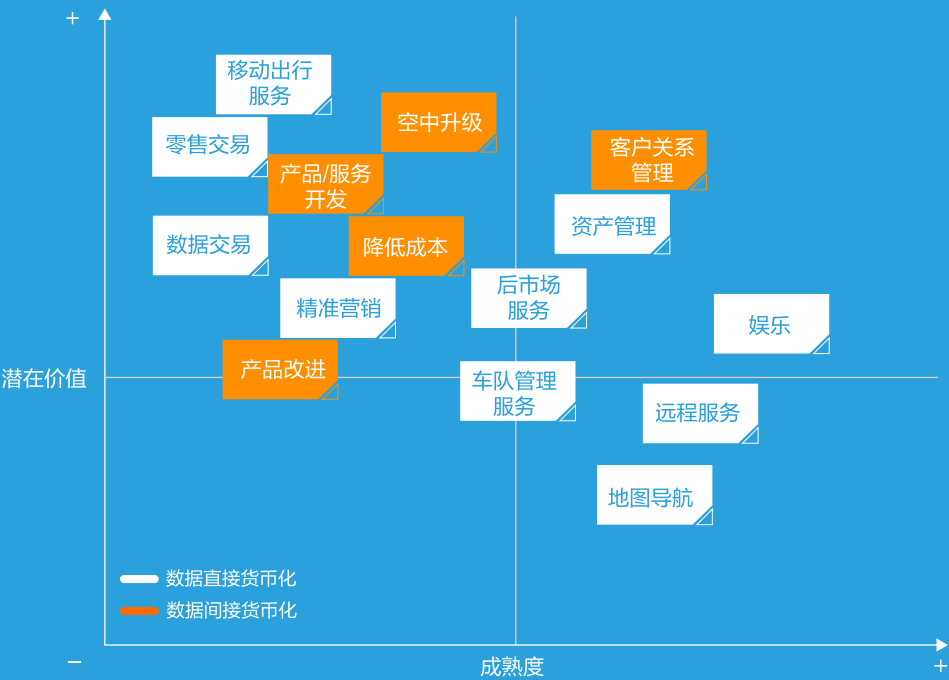 +
移动出行
服务
空中升级
零售交易
客户关系
管理
产品/服务
开发
资产管理
数据交易
降低成本
后市场
服务
精准营销
娱乐
产品改进
潜在价值
车队管理
服务
远程服务
地图导航
数据直接货币化
数据间接货币化
−
成熟度
+